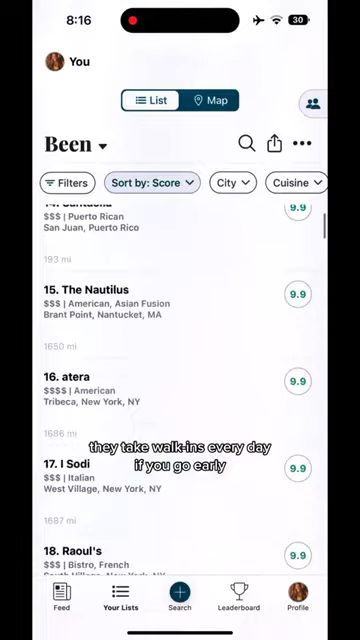 8:16
30
You
List
Map
Been
Filters
Sort by: Score
City
Cuisine
9.9
$$$ | Puerto Rican
San Juan, Puerto Rico
193 mi
15. The Nautilus
$$$ | American, Asian Fusion
Brant Point, Nantucket, MA
9.9
1650 mi
16. atera
$$$$ | American
Tribeca, New York, NY
9.9
1686 mi
they take walk-ins every day
if you go early
17. I Sodi
$$$ | Italian
West Village, New York, NY
9.9
1687 mi
18. Raoul's
$$$ | Bistro, French
9.9
Feed
Your Lists
Search
Leaderboard
Profile